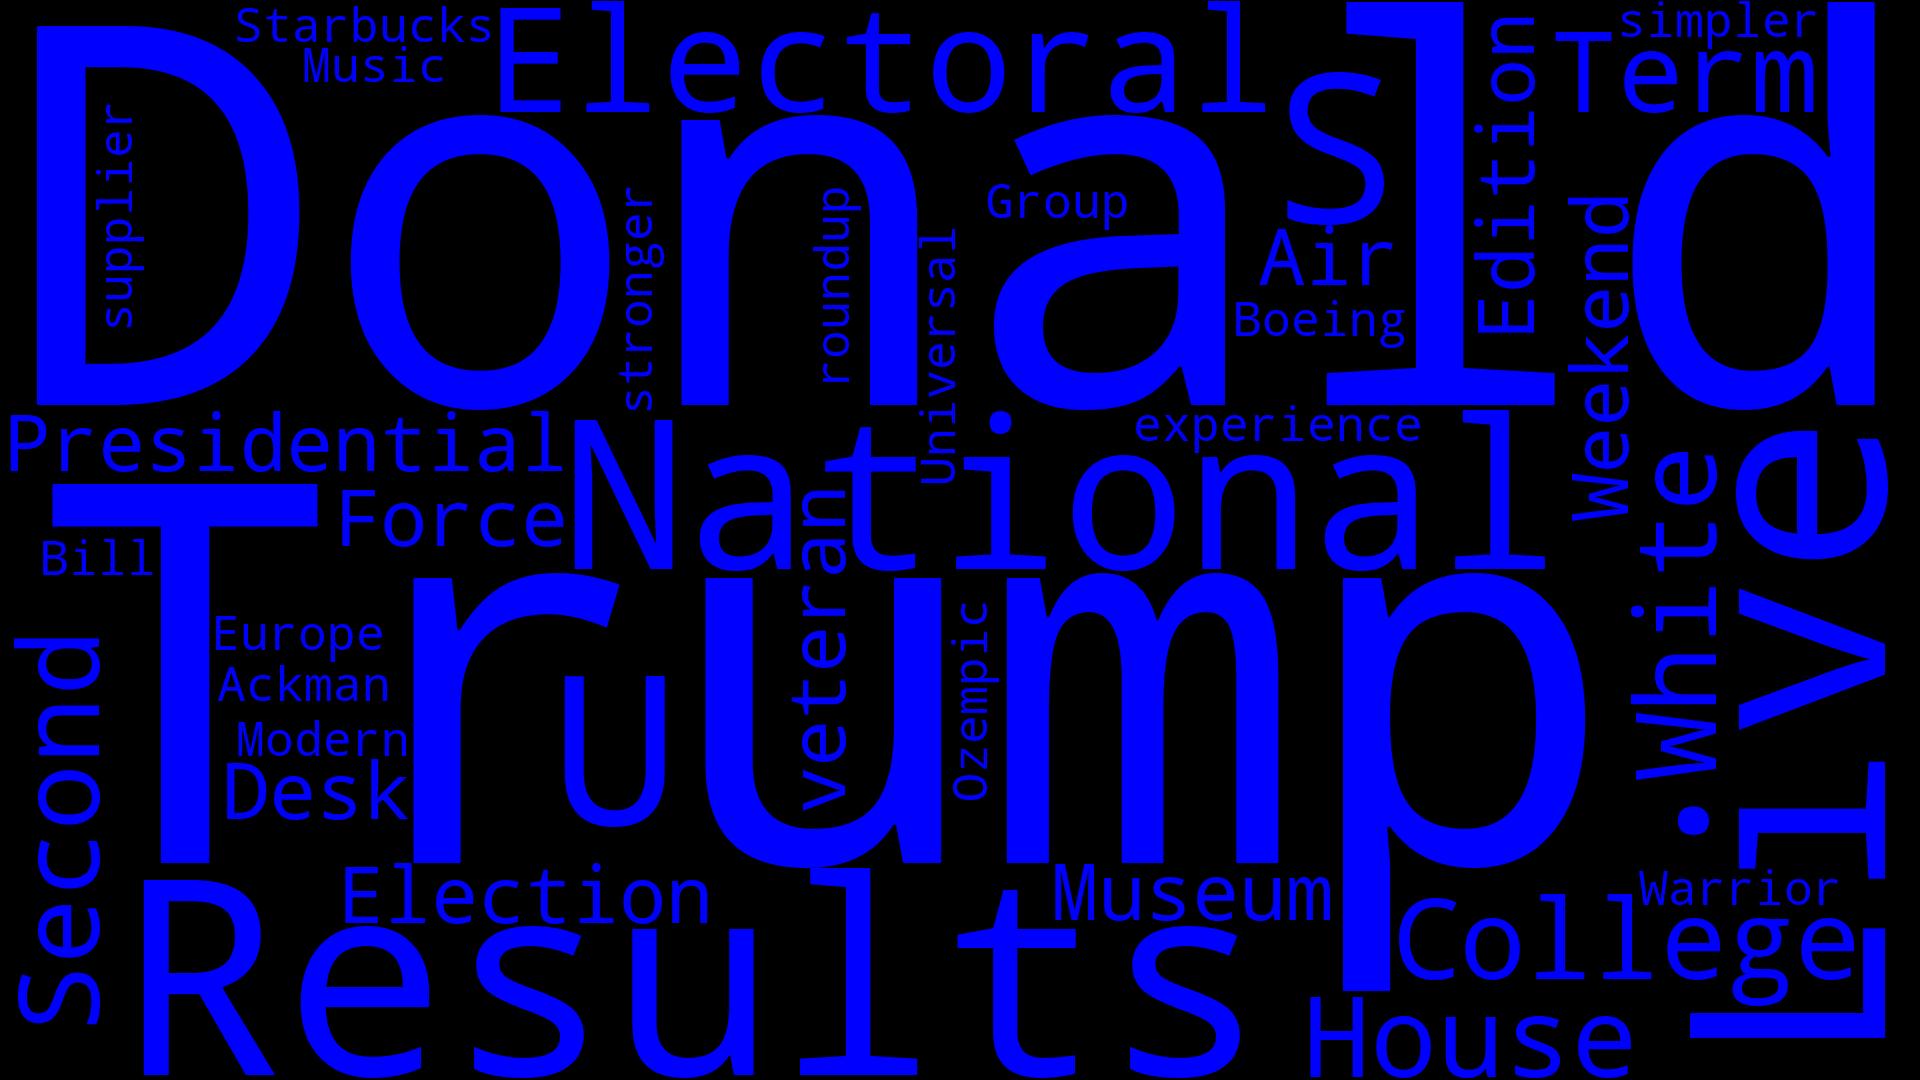 Starbucks
Music
Electoral
simpler
Term
Donald
S
Edition
supplier
stronger
roundup
Universal
Group
Air
Boeing
Weekend
Presidential
National
experience
Force
Trump
Bill
veteran
Ozempic
White
Live
Europe
Ackman
Modern
Desk
U
Second
Election
Museum
Warrior
College
Results
House